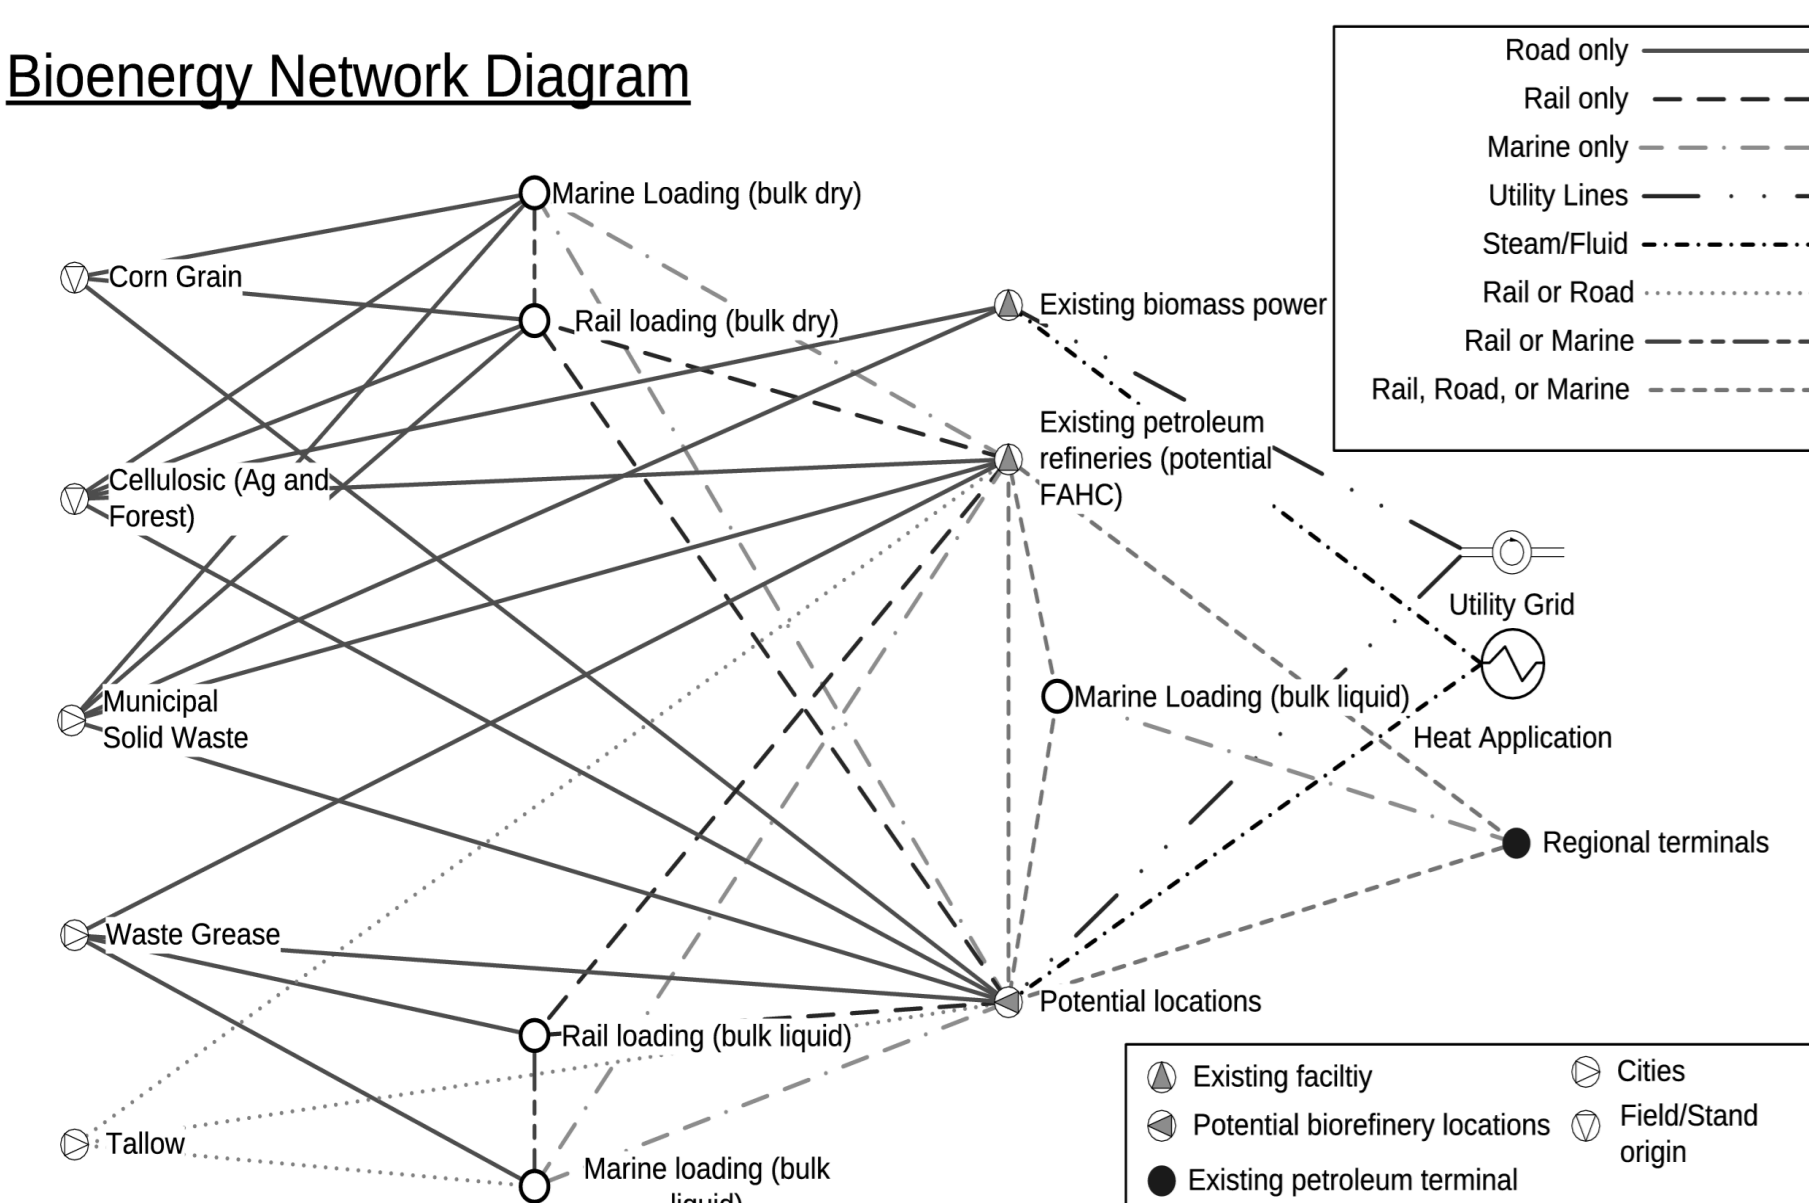 Bioenergy Network Diagram
Road only
Rail only
Marine only
Utility Lines
Steam/Fluid
Rail or Road
Rail or Marine
Rail, Road, or Marine
Marine Loading (bulk dry)
Corn Grain
Rail loading (bulk dry)
Existing biomass power
Existing petroleum
refineries (potential
FAHC)
Cellulosic (Ag and
Forest)
Utility Grid
Municipal
Solid Waste
Marine Loading (bulk liquid)
Heat Application
Regional terminals
Waste Grease
Potential locations
Rail loading (bulk liquid)
Tallow
Marine loading (bulk
liquid)
Existing faciltiy
Cities
Potential biorefinery locations
Field/Stand
origin
Existing petroleum terminal